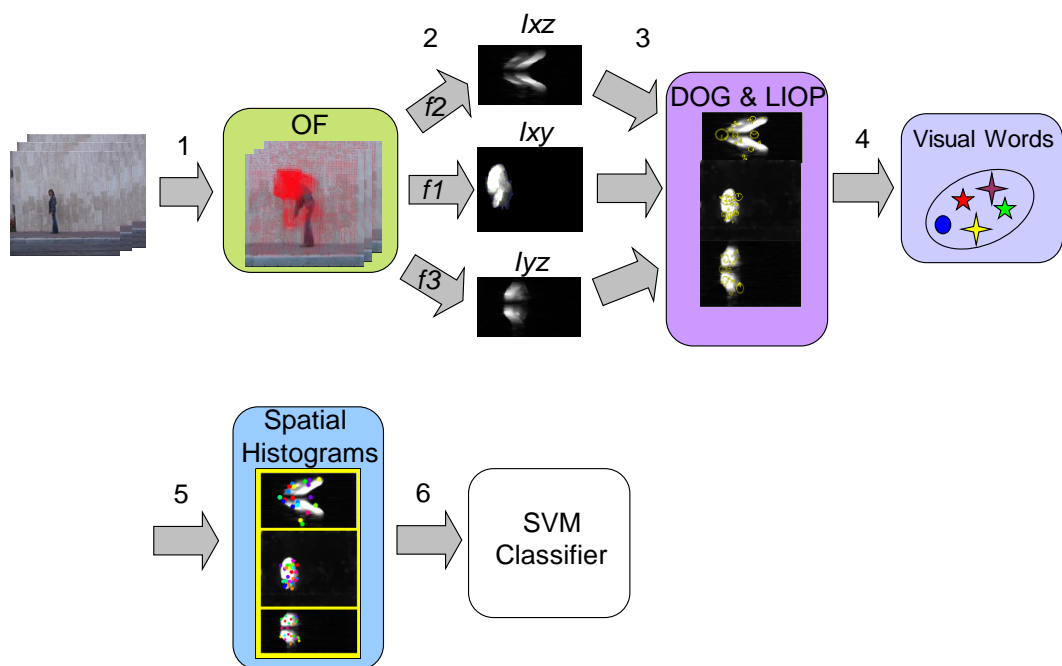 1
OF
2
f2
f1
f3
Ixz
Ixy
Iyz
3
DOG & LIOP
4
Visual Words
5
Spatial
Histograms
6
SVM
Classifier